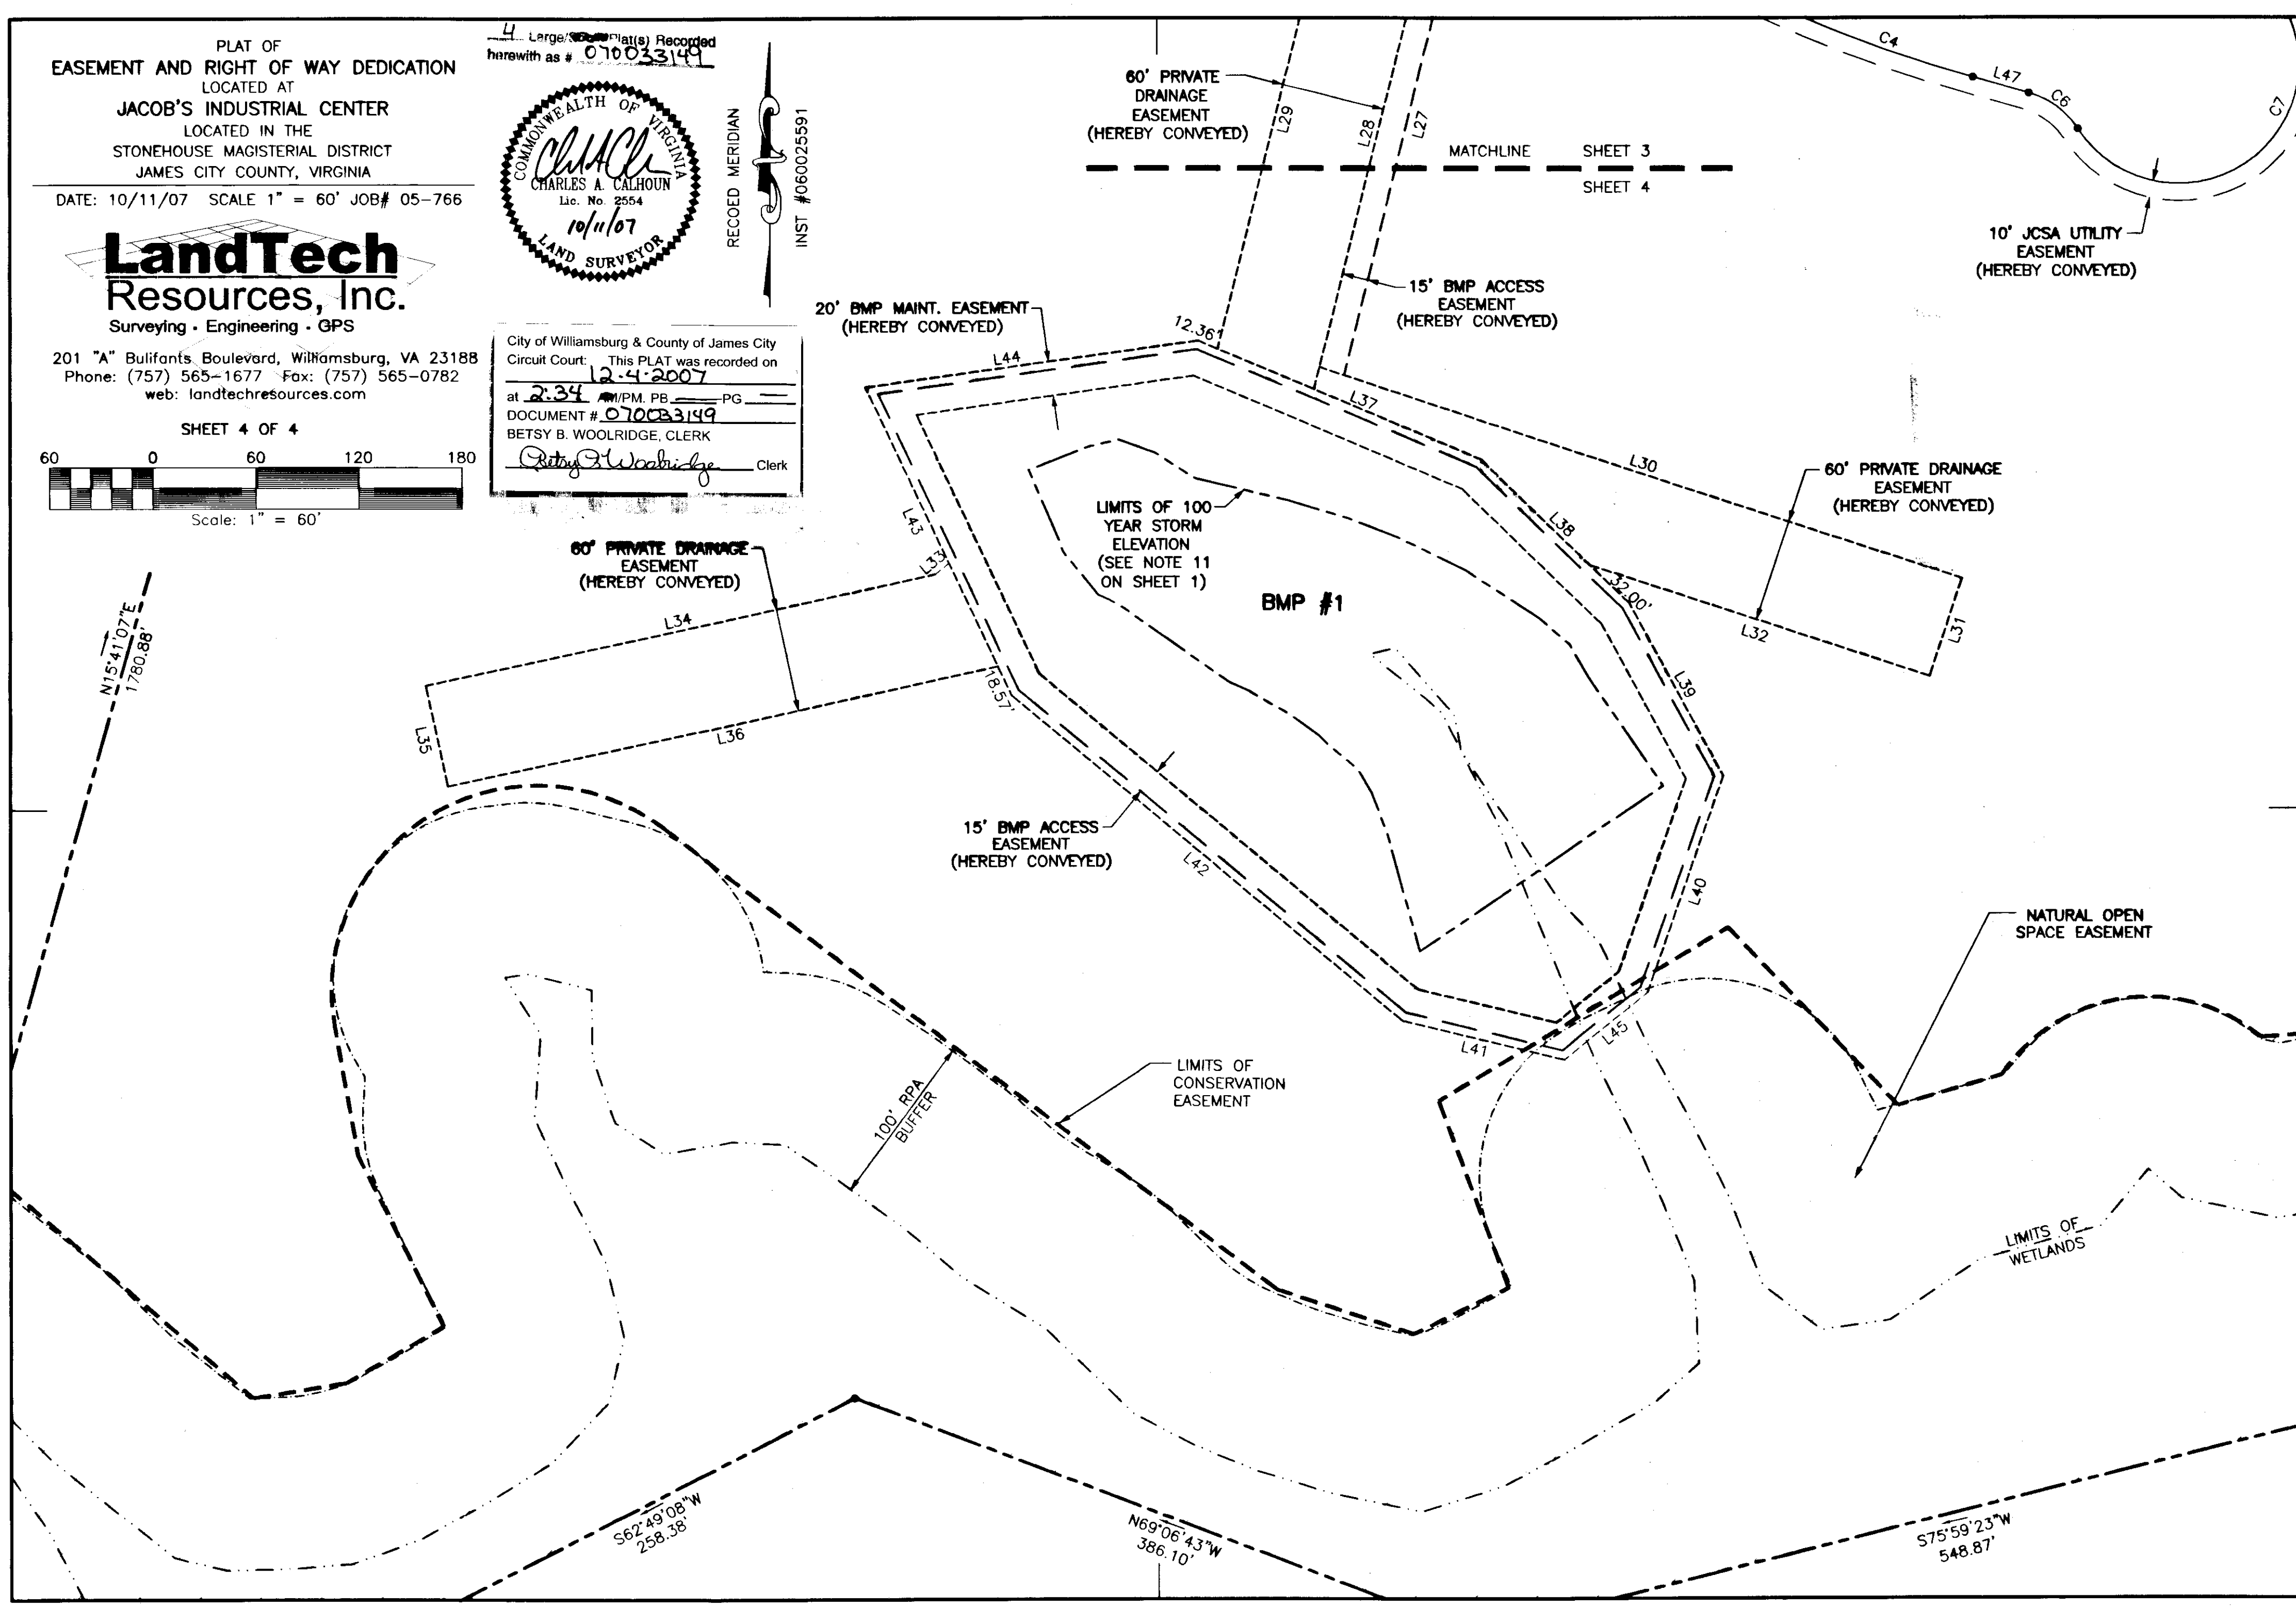 PLAT OF
EASEMENT AND RIGHT OF WAY DEDICATION
LOCATED AT
JACOB'S INDUSTRIAL CENTER
LOCATED IN THE
STONEHOUSE MAGISTERIAL DISTRICT
JAMES CITY COUNTY, VIRGINIA
DATE: 10/11/07 SCALE 1" = 60' JOB# 05-766
LandTech
Resources, Inc.
Surveying • Engineering • GPS
201 "A" Bulifants Boulevard, Williamsburg, VA 23188
Phone: (757) 565-1677 Fax: (757) 565-0782
web: landtechresources.com
SHEET 4 OF 4
60 0 60 120 180
Scale: 1" = 60'
4 Large/ Plat(s) Recorded
herewith as # 070033149
COMMONWEALTH OF VIRGINIA
CHARLES A. CALHOUN
Lic. No. 2554
10/11/07
LAND SURVEYOR
RECOED MERIDIAN
INST #060025591
City of Williamsburg & County of James City
Circuit Court: This PLAT was recorded on
12-4-2007
at 2:34 AM/PM. PB PG
DOCUMENT # 070033149
BETSY B. WOOLRIDGE, CLERK
Betsy B Woolridge Clerk
60' PRIVATE
DRAINAGE
EASEMENT
(HEREBY CONVEYED)
L29
L28
L27
MATCHLINE SHEET 3
SHEET 4
C4
L47
C6
C7
10' JCSA UTILITY
EASEMENT
(HEREBY CONVEYED)
15' BMP ACCESS
EASEMENT
(HEREBY CONVEYED)
20' BMP MAINT. EASEMENT
(HEREBY CONVEYED)
12.36'
L44
L37
L30
60' PRIVATE DRAINAGE
EASEMENT
(HEREBY CONVEYED)
L38
32.00'
L31
L32
L39
LIMITS OF 100
YEAR STORM
ELEVATION
(SEE NOTE 11
ON SHEET 1)
BMP #1
L43
L33
60' PRIVATE DRAINAGE
EASEMENT
(HEREBY CONVEYED)
L34
L35
L36
18.57'
N15°41'07"E
1780.88'
15' BMP ACCESS
EASEMENT
(HEREBY CONVEYED)
L42
L40
L41
L45
NATURAL OPEN
SPACE EASEMENT
LIMITS OF
CONSERVATION
EASEMENT
100' RPA
BUFFER
LIMITS OF
WETLANDS
S62°49'08"W
258.38'
N69°06'43"W
386.10'
S75°59'23"W
548.87'